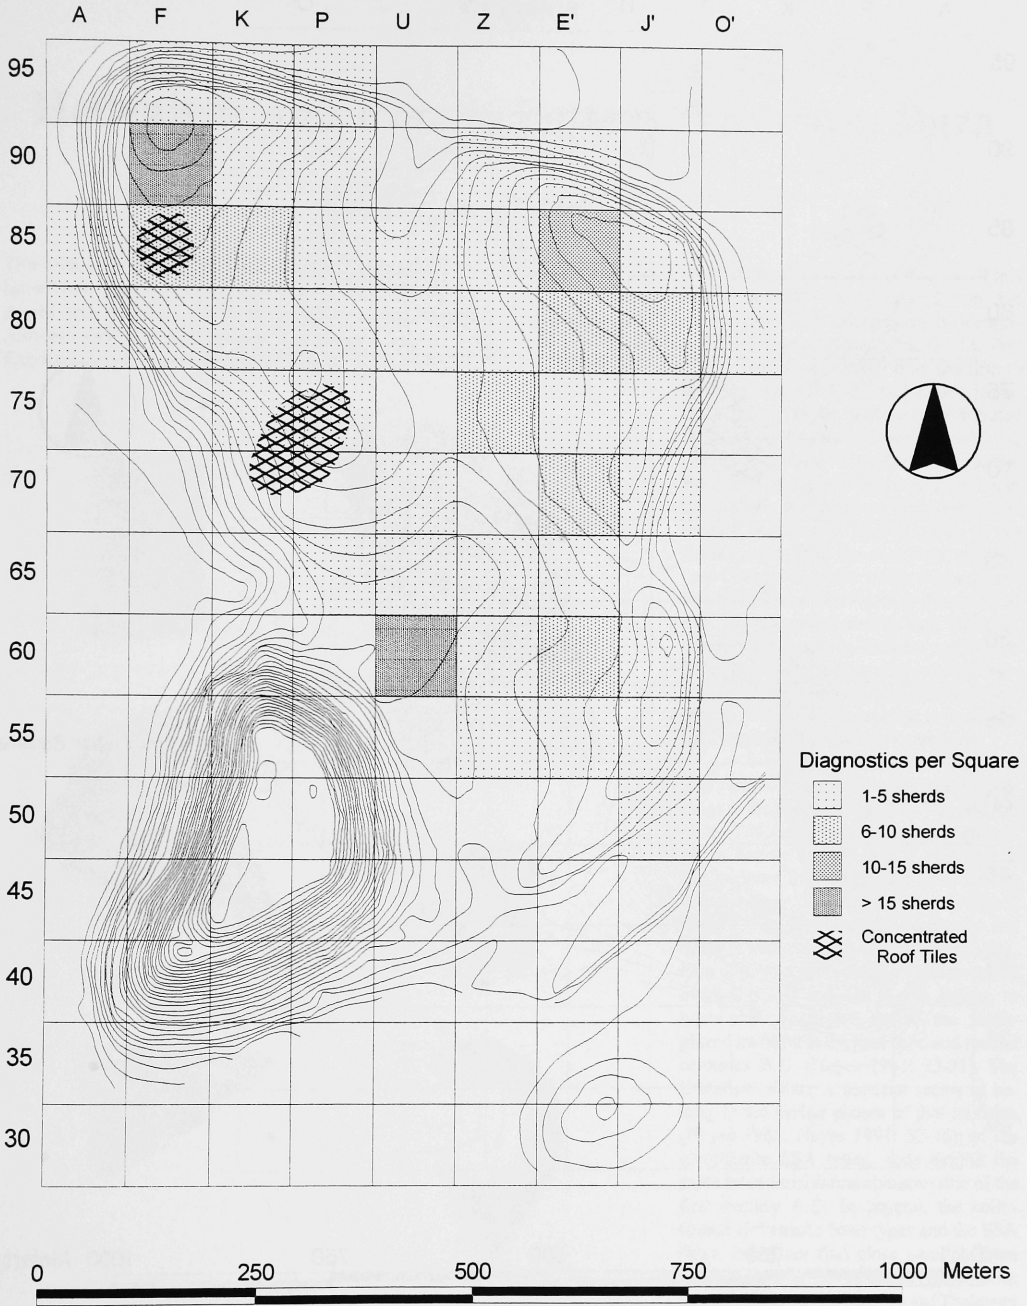 A F K P U Z E' J' O'
95
90
85
80
75
70
65
60
55
50
45
40
35
30
Diagnostics per Square
1-5 sherds
6-10 sherds
10-15 sherds
> 15 sherds
Concentrated
Roof Tiles
0 250 500 750 1000 Meters